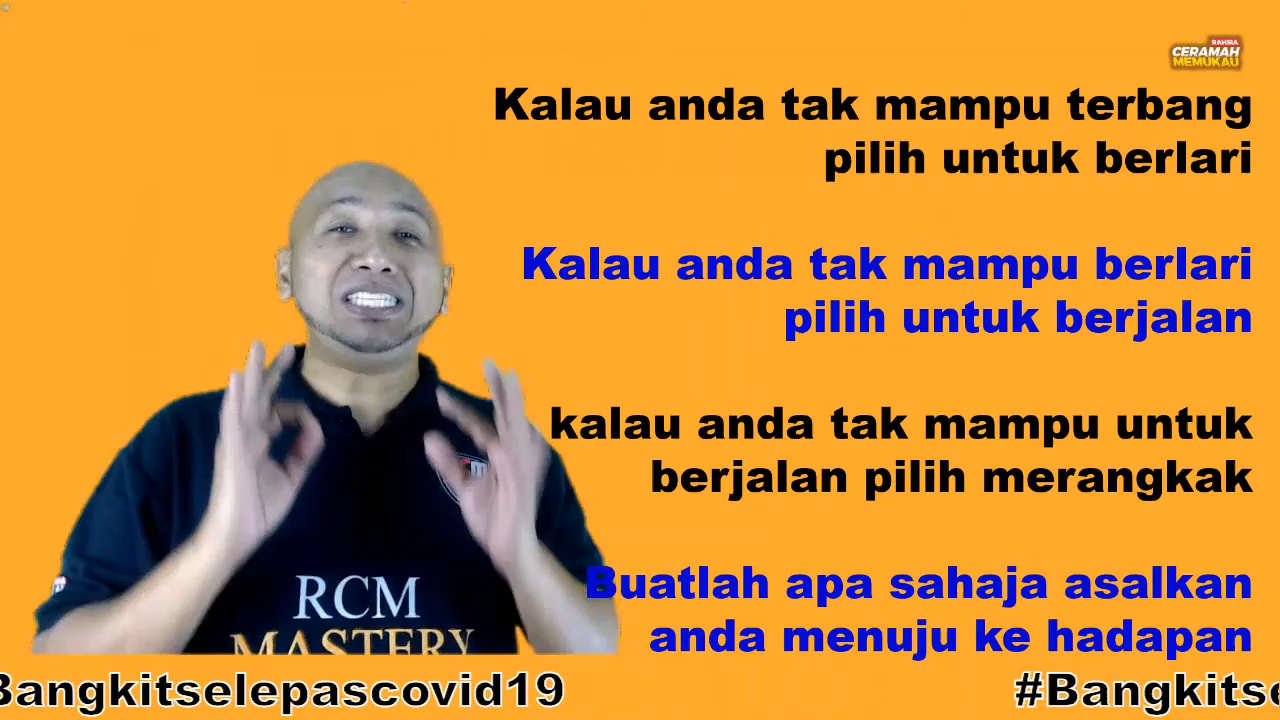 RAHSIA
CERAMAH
MEMUKAU
Kalau anda tak mampu terbang
pilih untuk berlari
Kalau anda tak mampu berlari
pilih untuk berjalan
kalau anda tak mampu untuk
berjalan pilih merangkak
Buatlah apa sahaja asalkan
anda menuju ke hadapan
RCM
MASTERY
Bangkitselepascovid19
#Bangkitse